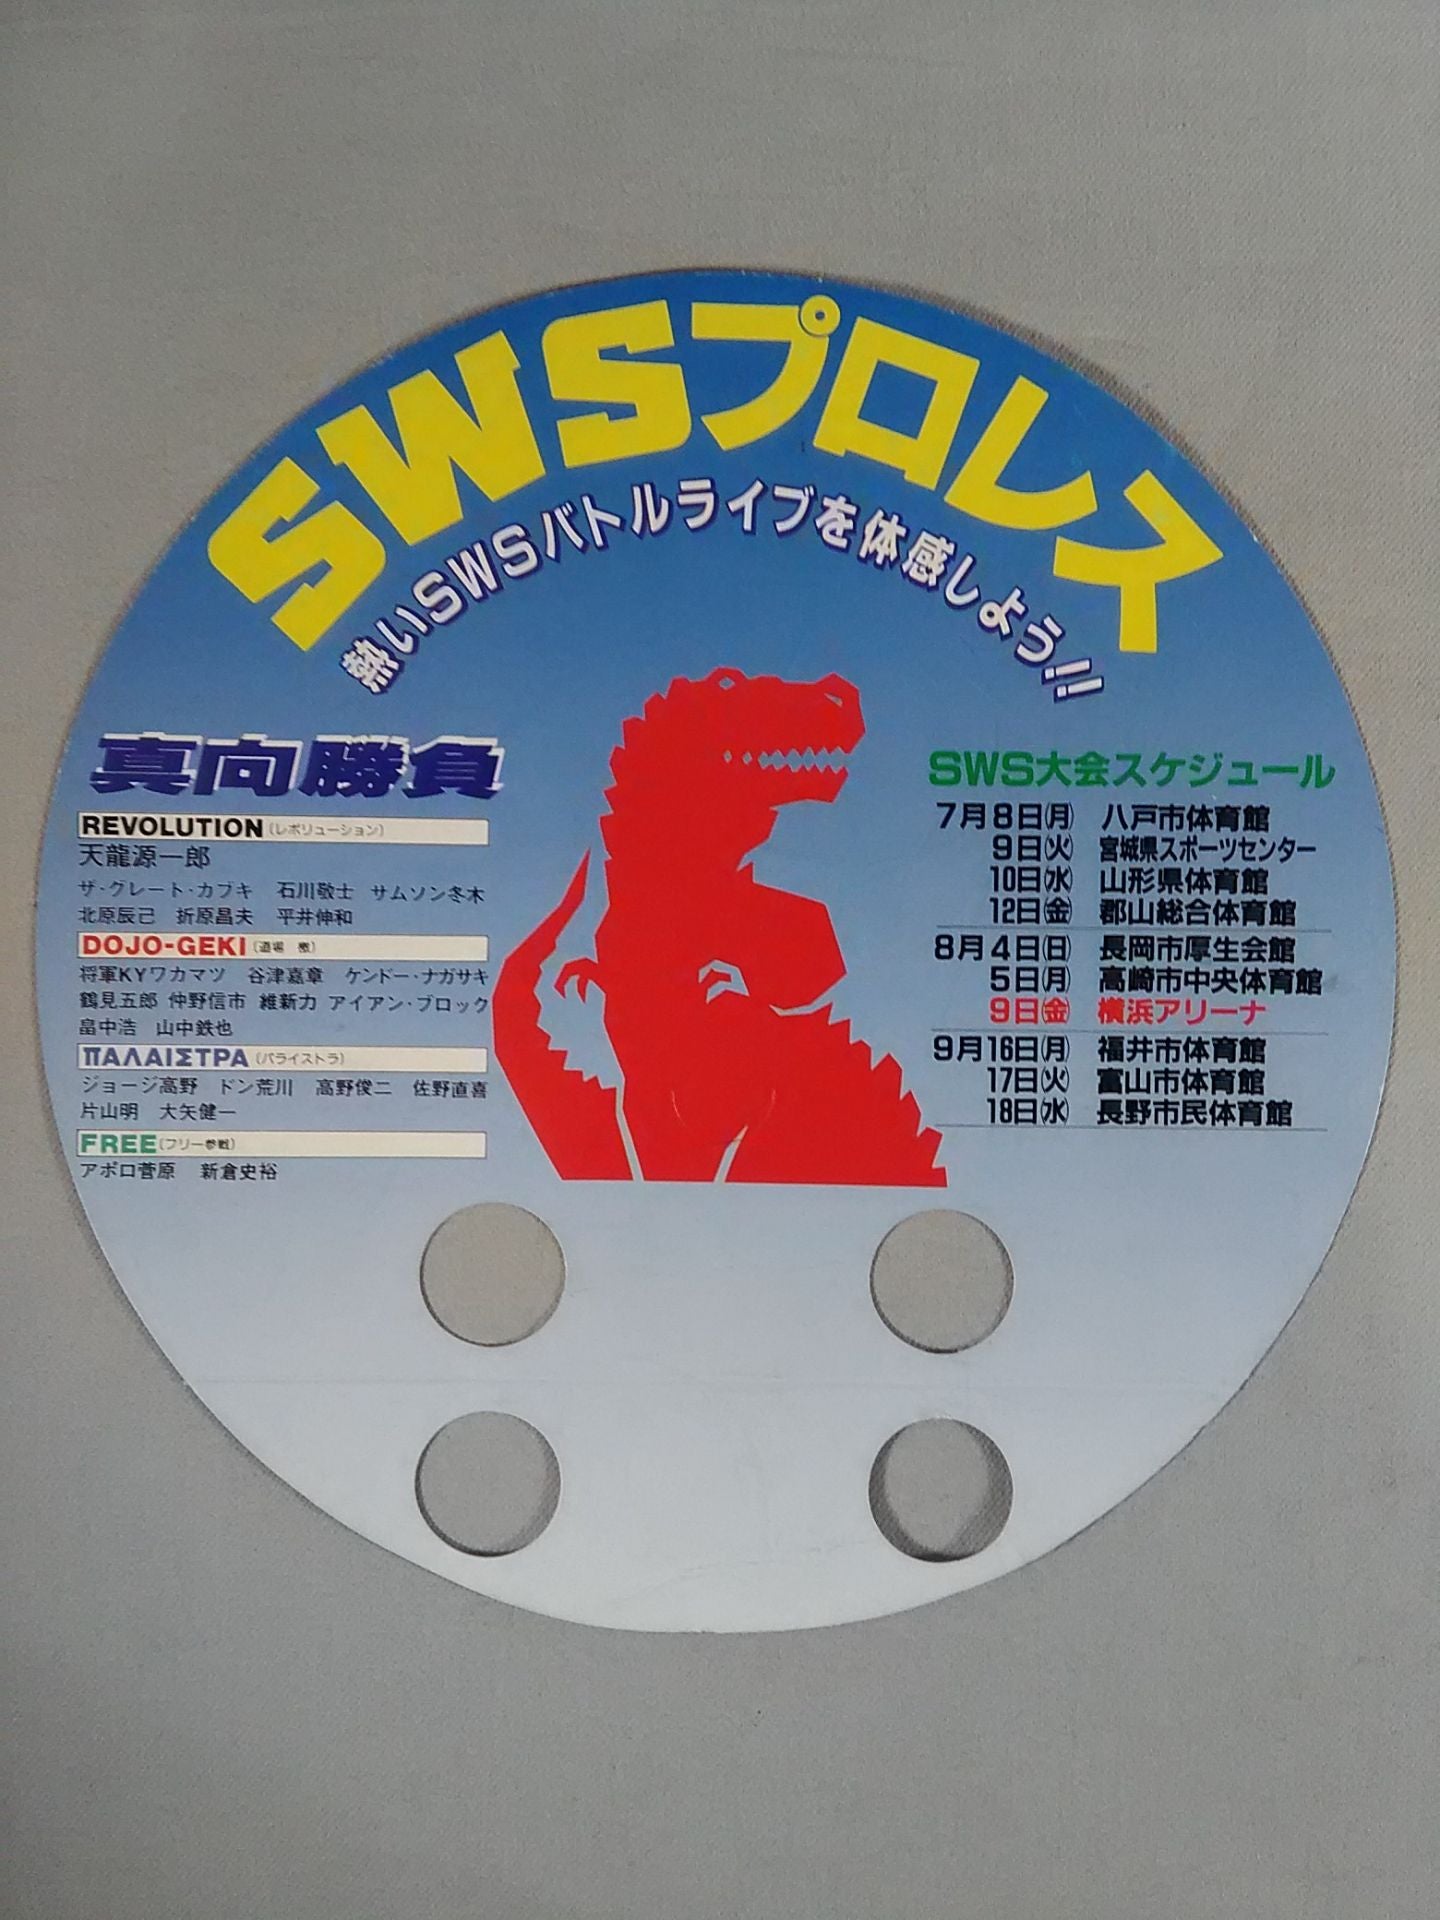 SWSプロレス
熱いSWSバトルライブを体感しよう!!
真向勝負
REVOLUTION(レボリューション)
天龍源一郎
ザ・グレート・カブキ 石川敬士 サムソン冬木
北原辰己 折原昌夫 平井伸和
DOJO-GEKI(道場 檄)
将軍KYワカマツ 谷津嘉章 ケンドー・ナガサキ
鶴見五郎 仲野信市 維新力 アイアン・ブロック
畠中浩 山中鉄也
ΠΑΛΑΙΣΤΡΑ(パライストラ)
ジョージ高野 ドン荒川 高野俊二 佐野直喜
片山明 大矢健一
FREE(フリー参戦)
アポロ菅原 新倉史裕
SWS大会スケジュール
7月8日(月) 八戸市体育館
9日(火) 宮城県スポーツセンター
10日(水) 山形県体育館
12日(金) 郡山総合体育館
8月4日(日) 長岡市厚生会館
5日(月) 高崎市中央体育館
9日(金) 横浜アリーナ
9月16日(月) 福井市体育館
17日(火) 富山市体育館
18日(水) 長野市民体育館